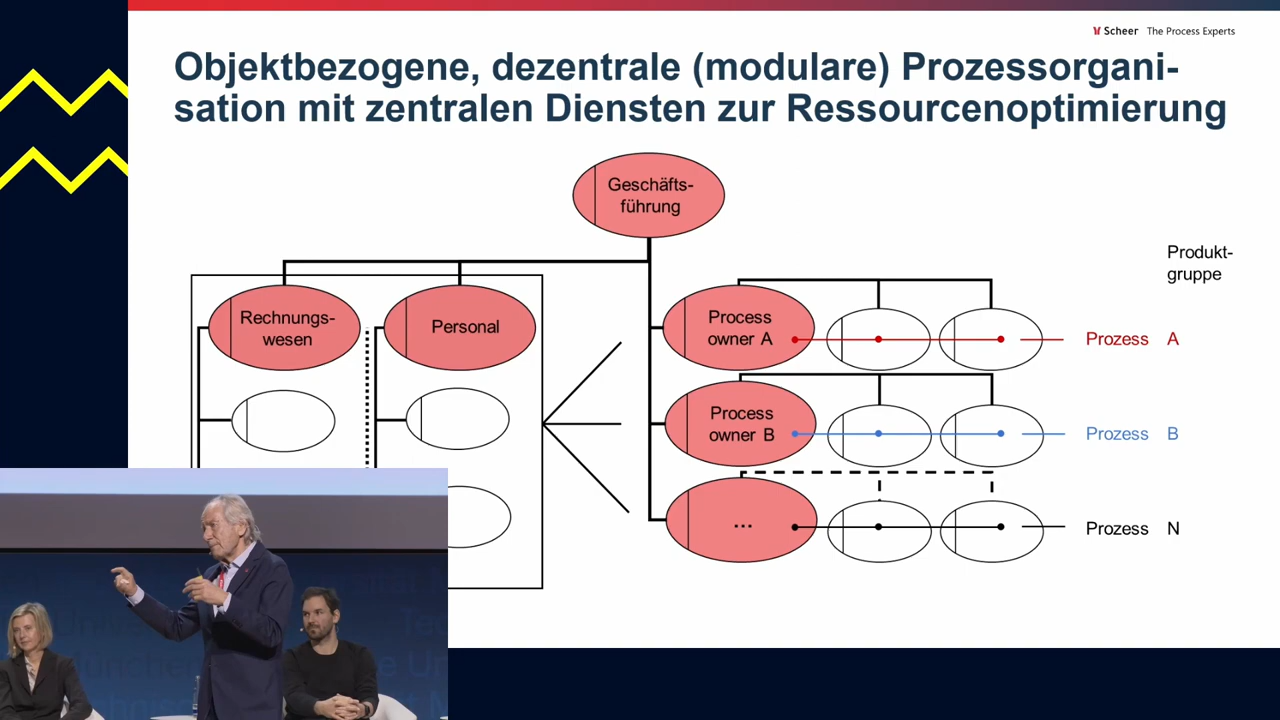 Scheer The Process Experts
Objektbezogene, dezentrale (modulare) Prozessorgani-
sation mit zentralen Diensten zur Ressourcenoptimierung
Geschäfts-
führung
Produkt-
gruppe
Rechnungs-
wesen
Personal
Process
owner A
Prozess A
Process
owner B
Prozess B
...
Prozess N